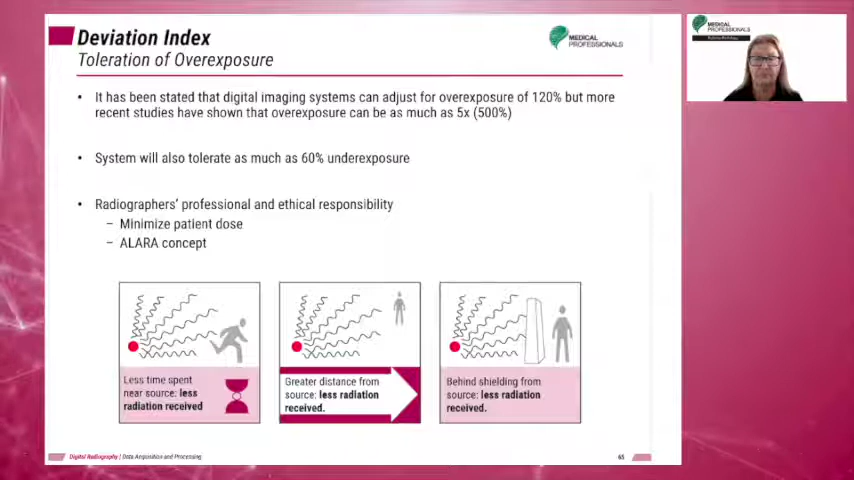 Deviation Index
Toleration of Overexposure
MEDICAL
PROFESSIONALS
• It has been stated that digital imaging systems can adjust for overexposure of 120% but more
recent studies have shown that overexposure can be as much as 5x (500%)
• System will also tolerate as much as 60% underexposure
• Radiographers' professional and ethical responsibility
– Minimize patient dose
– ALARA concept
Less time spent
near source: less
radiation received
Greater distance from
source: less radiation
received.
Behind shielding from
source: less radiation
received.
Digital Radiography | Data Acquisition and Processing
65
MEDICAL
PROFESSIONALS